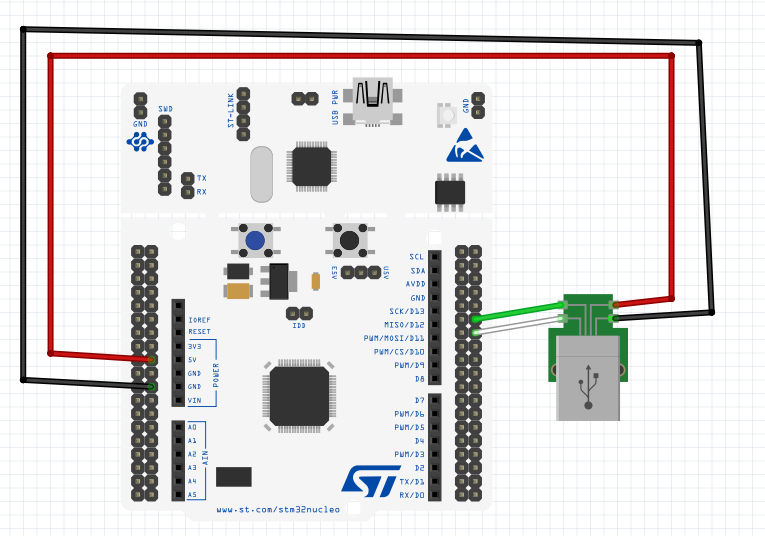 USB PWR
GND
ST-LINK
SWD
GND
TX
RX
5V3
U5V
IDD
SCL
SDA
AVDD
GND
SCK/D13
MISO/D12
PWM/MOSI/D11
PWM/CS/D10
PWM/D9
D8
IOREF
RESET
3V3
5V
GND
GND
VIN
POWER
D7
PWM/D6
PWM/D5
D4
PWM/D3
D2
TX/D1
RX/D0
A0
A1
A2
A3
A4
A5
AIN
ST
www.st.com/stm32nucleo